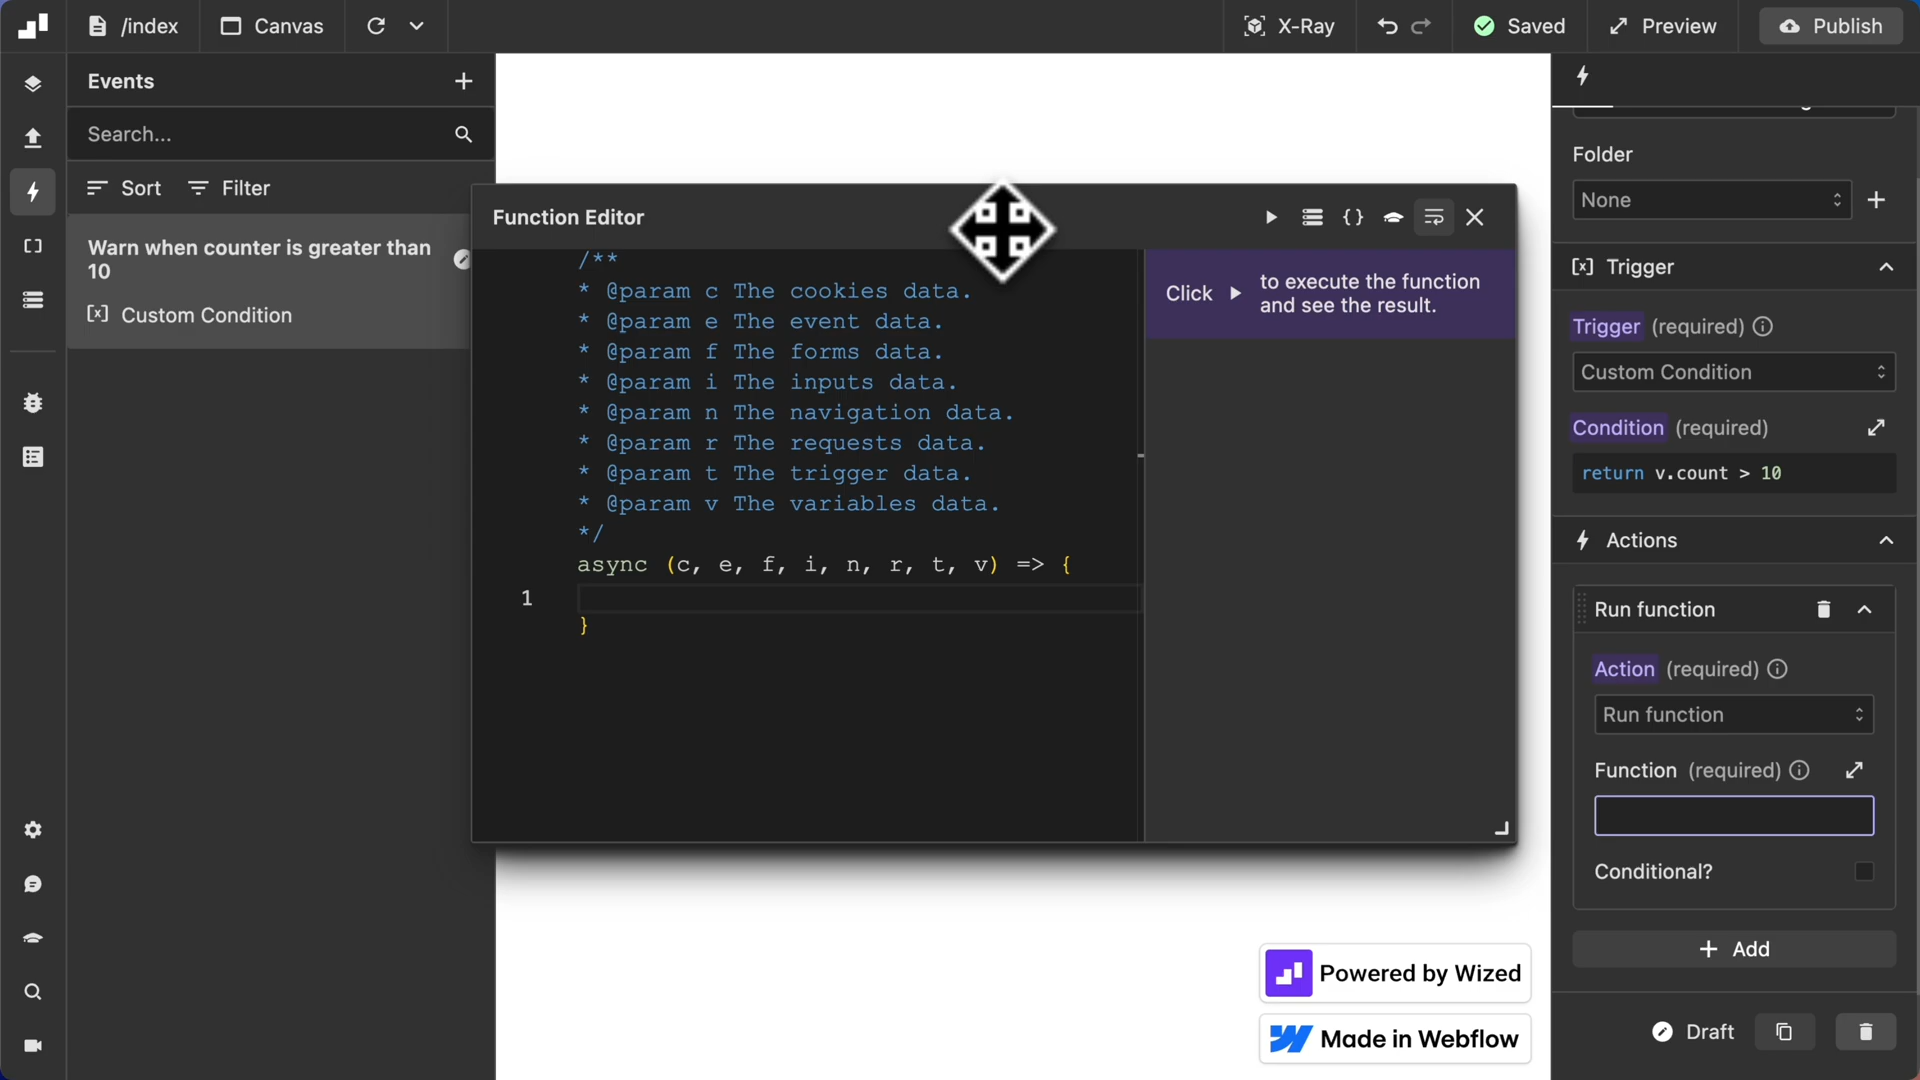 /index
Canvas
X-Ray
Saved
Preview
Publish
Events
Search...
Sort
Filter
Warn when counter is greater than
10
Custom Condition
Function Editor
/**
* @param c The cookies data.
* @param e The event data.
* @param f The forms data.
* @param i The inputs data.
* @param n The navigation data.
* @param r The requests data.
* @param t The trigger data.
* @param v The variables data.
*/
async (c, e, f, i, n, r, t, v) => {
1
}
Click
to execute the function
and see the result.
Powered by Wized
Made in Webflow
Folder
None
[x] Trigger
Trigger (required)
Custom Condition
Condition (required)
return v.count > 10
Actions
Run function
Action (required)
Run function
Function (required)
Conditional?
+ Add
Draft